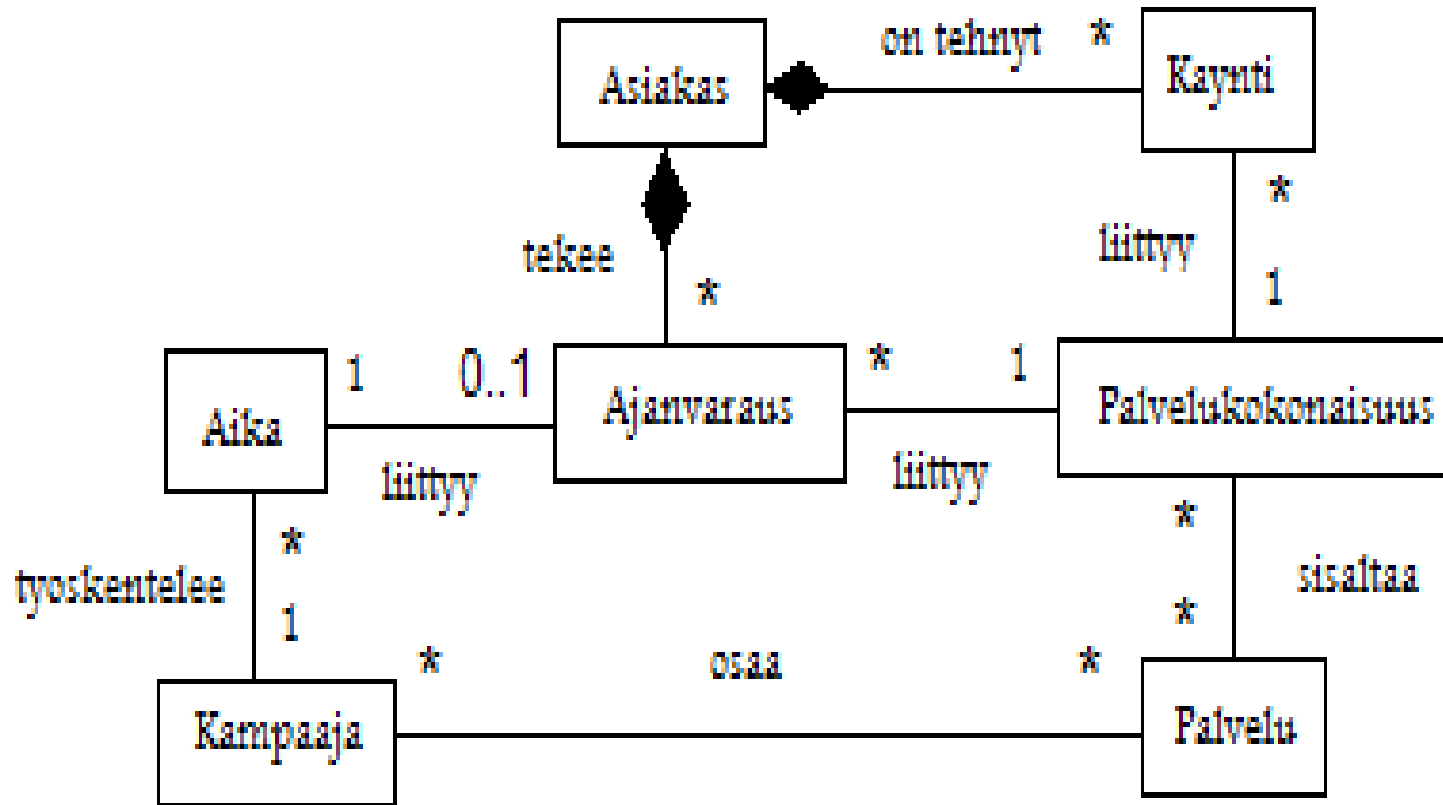 on tehnyt *
Asiakas
Kaynti
*
liittyy
tekee
1
*
1
0..1
*
1
Aika
Ajanvaraus
Palvelukokonaisuus
liittyy
liittyy
*
*
tyoskentelee
sisaltaa
1
*
*
osaa
*
Kampaaja
Palvelu